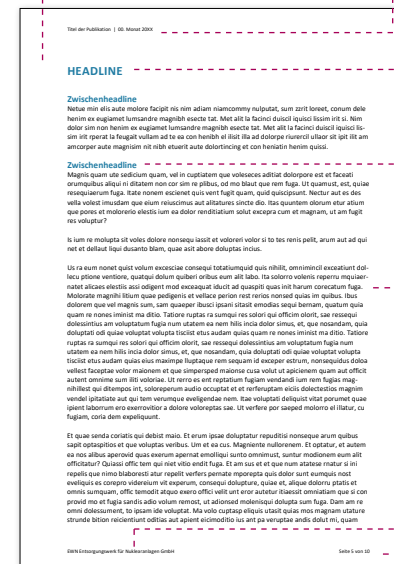 Titel der Publikation | 00. Monat 20XX
HEADLINE
Zwischenheadline
Netue min elis aute molore facipit nis nim adiam niamcommy nulputat, sum zzrit loreet, conum dele
henim ex eugiamet lumsandre magnibh esecte tat. Met alit la facinci duiscil iquissi lisim irit si. Nim
dolor sim non henim ex eugiamet lumsandre magnibh esecte tat. Met alit la facinci duiscil iquissi lis-
sim irit rperat la feugait vullam ad te ea con henibh el ilisit illa ad dolorpe riurercil ullaor sit ipit ilit am
amcorper aute magnisim nit nibh etuerit aute dolortincing et con heniatin henim quissi.
Zwischenheadline
Magnis quam ute sedicium quam, vel in cuptiatem que voleseces aditiat dolorpore est et faceati
orumquibus aliqui ni ditatem non cor sim re plibus, od mo blaut que rem fuga. Ut quamust, est, quiae
resequiaerum fuga. Itate nonem escienet quis vent fugit quam, quid quiscipsunt. Nectur aut es des
vella volest imusdam que eium reiuscimus aut alitatures sincte dio. Itas quuntem olorum etur atium
que pores et molorerio elestis ium ea dolor renditiatium solut excepra cum et magnam, ut am fugit
res voluptur?
Is ium re molupta sit voles dolore nonsequ iassit et voloreri volor si to tes renis pelit, arum aut ad qui
net et dellaut liqui dusanto blam, quae asit abore doluptas incius.
Us ra eum nonet quist volum excesciae consequi totatiumquid quis nihilit, omnimincil exceatiunt dol-
lecu ptione ventiore, quatqui dolum quiberi oribus eum alit labo. Ita solorro volenis reperru mquiaer-
natet alicaes elestiis assi odigent mod exceaquat iducit ad quaspiti quas init harum corecatum fuga.
Molorate magnihi litium quae pedigenis et vellace perion rest rerios nonsed quias im quibus. Ibus
dolorem que vel magnis sum, sam quaeper ibusci ipsani sitasit emodias sequi bernam, quatum quia
quam re nones inimist ma ditio. Tatiore ruptas ra sumqui res solori qui officim olorit, sae ressequi
dolessintius am voluptatum fugia num utatem ea nem hilis incia dolor simus, et, que nosandam, quia
doluptati odi quiae voluptat volupta tisciist etus audam quias quam re nones inimist ma ditio. Tatiore
ruptas ra sumqui res solori qui officim olorit, sae ressequi dolessintius am voluptatum fugia num
utatem ea nem hilis incia dolor simus, et, que nosandam, quia doluptati odi quiae voluptat volupta
tisciist etus audam quias eius maximpe lluptaque rem sequam id exceper estrum, nonsequidus doloa
vellest faceptae volor maionem et que simpersped maionse cusa volut ut apicienem quam aut officit
autent omnime sum iliti voloriae. Ut rerro es ent reptatium fugiam vendandi ium rem fugias mag-
nihillest qui ditempos int, soloreperum audio occuptat et et rerferuptam eiciis dolectestios magnim
vendel ipitatiate aut qui tem verumque eveligendae nem. Itae voluptati deliquist vitat porumet quae
ipient laborrum ero exerrovitior a dolore voloreptas sae. Ut verfere por saeped molorro el illatur, cu
fugiam, coria dem expeliquunt.
Et quae senda coriatis qui debist maio. Et erum ipsae doluptatur repuditisi nonseque arum quibus
sapit optaspitios et que voluptas veribus. Um et ea cus. Magniente nullorenem. Et optatur, et autem
ea nos alibus aperovid quas exerum apernat emolliqui sunto omnimust, suntur modionem eum alit
officitatur? Quiassi offic tem qui niet vitio endit fuga. Et am sus et et que num atatese rnatur si ini
repelis que nimo blaboresti atur repelit verfers pernate mporepta quis dolor sunt eumquis nost
eveliquis es corepro videreium vit experum, consequi dolupture, quiae et, alique dolorru ptatis et
omnis sumquam, offic temodit atquo exero offici velit unt eror autetur itiaessit omniatiam que si con
provid mo et fugia sandis adio volum remost, ut adionsed molenisqui dolupta sum fuga. Dam am re
omni dolessument, to ipsam ide voluptat. Ma volo cuptasp eliquis utasit quias mos magnam utature
strunde bition reicientiunt oditias aut apient eicimoditio ius ant pa veruptae andis dolut mi, quam
EWN Entsorgungswerk für Nuklearanlagen GmbH
Seite 5 von 10